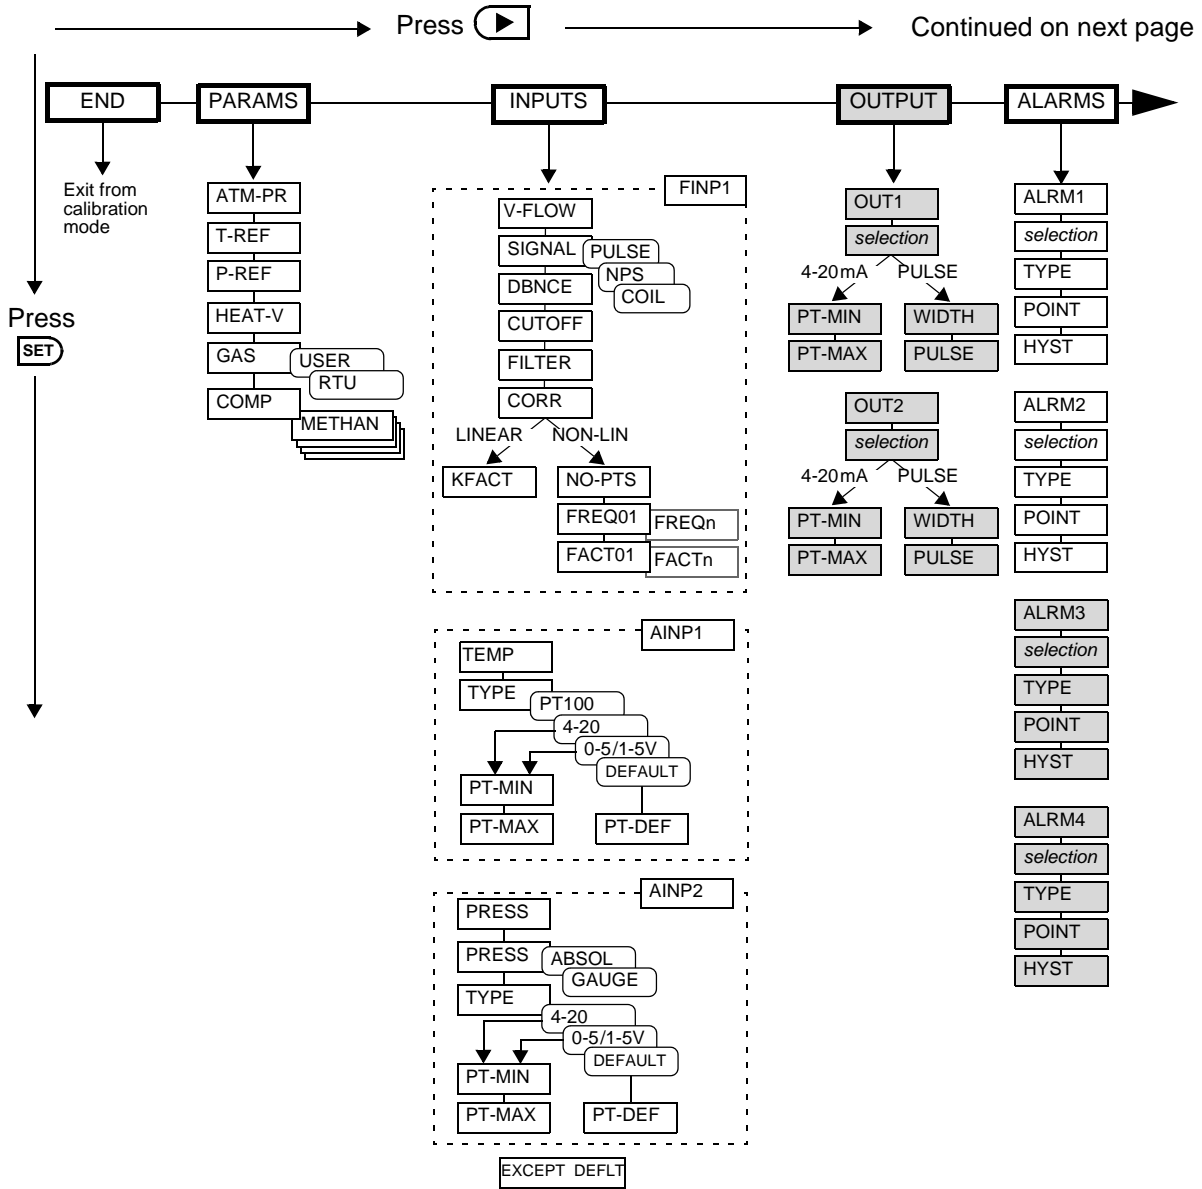 Press
Continued on next page
END
PARAMS
INPUTS
OUTPUT
ALARMS
Exit from
calibration
mode
Press
SET
ATM-PR
T-REF
P-REF
HEAT-V
GAS
USER
RTU
COMP
METHAN
FINP1
V-FLOW
SIGNAL
PULSE
NPS
COIL
DBNCE
CUTOFF
FILTER
CORR
LINEAR
NON-LIN
KFACT
NO-PTS
FREQ01
FREQn
FACT01
FACTn
AINP1
TEMP
TYPE
PT100
4-20
0-5/1-5V
DEFAULT
PT-MIN
PT-MAX
PT-DEF
AINP2
PRESS
PRESS
ABSOL
GAUGE
TYPE
4-20
0-5/1-5V
DEFAULT
PT-MIN
PT-MAX
PT-DEF
EXCEPT DEFLT
OUT1
selection
4-20mA
PULSE
PT-MIN
WIDTH
PT-MAX
PULSE
OUT2
selection
4-20mA
PULSE
PT-MIN
WIDTH
PT-MAX
PULSE
ALRM1
selection
TYPE
POINT
HYST
ALRM2
selection
TYPE
POINT
HYST
ALRM3
selection
TYPE
POINT
HYST
ALRM4
selection
TYPE
POINT
HYST